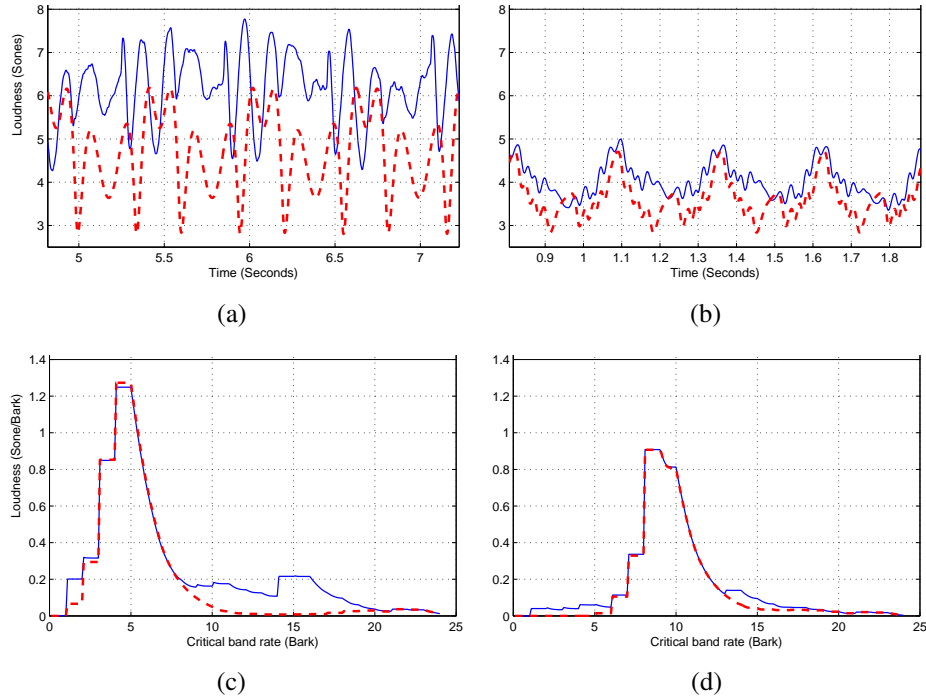 8
7
6
5
4
3
Loudness (Sones)
5 5.5 6 6.5 7
Time (Seconds)
(a)
8
7
6
5
4
3
0.9 1 1.1 1.2 1.3 1.4 1.5 1.6 1.7 1.8
Time (Seconds)
(b)
1.4
1.2
1
0.8
0.6
0.4
0.2
0
Loudness (Sone/Bark)
0 5 10 15 20 25
Critical band rate (Bark)
(c)
1.4
1.2
1
0.8
0.6
0.4
0.2
0
0 5 10 15 20 25
Critical band rate (Bark)
(d)